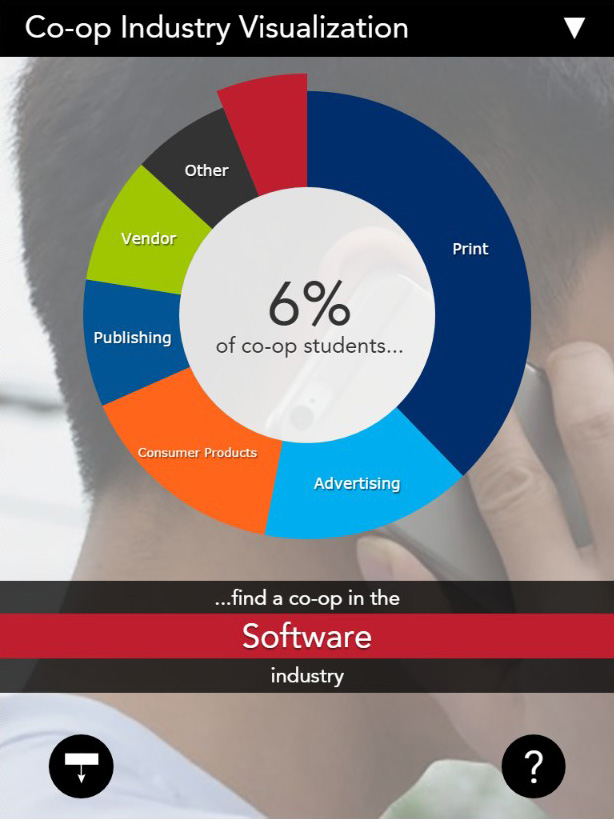 Co-op Industry Visualization
Other
Print
Vendor
6%
Publishing
of co-op students...
Consumer Products
Advertising
...find a co-op in the
Software
industry
?